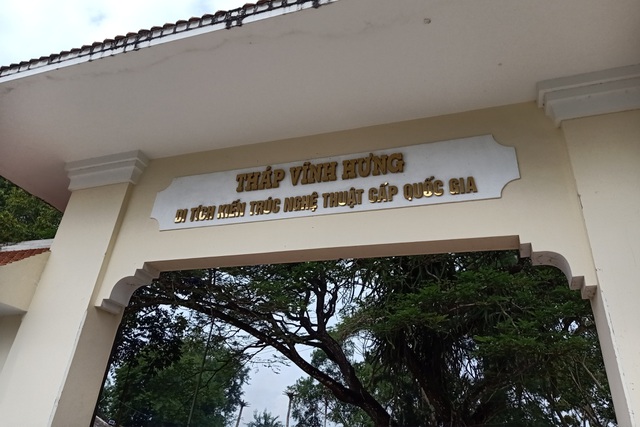 THÁP VĨNH HƯNG
DI TÍCH KIẾN TRÚC NGHỆ THUẬT CẤP QUỐC GIA